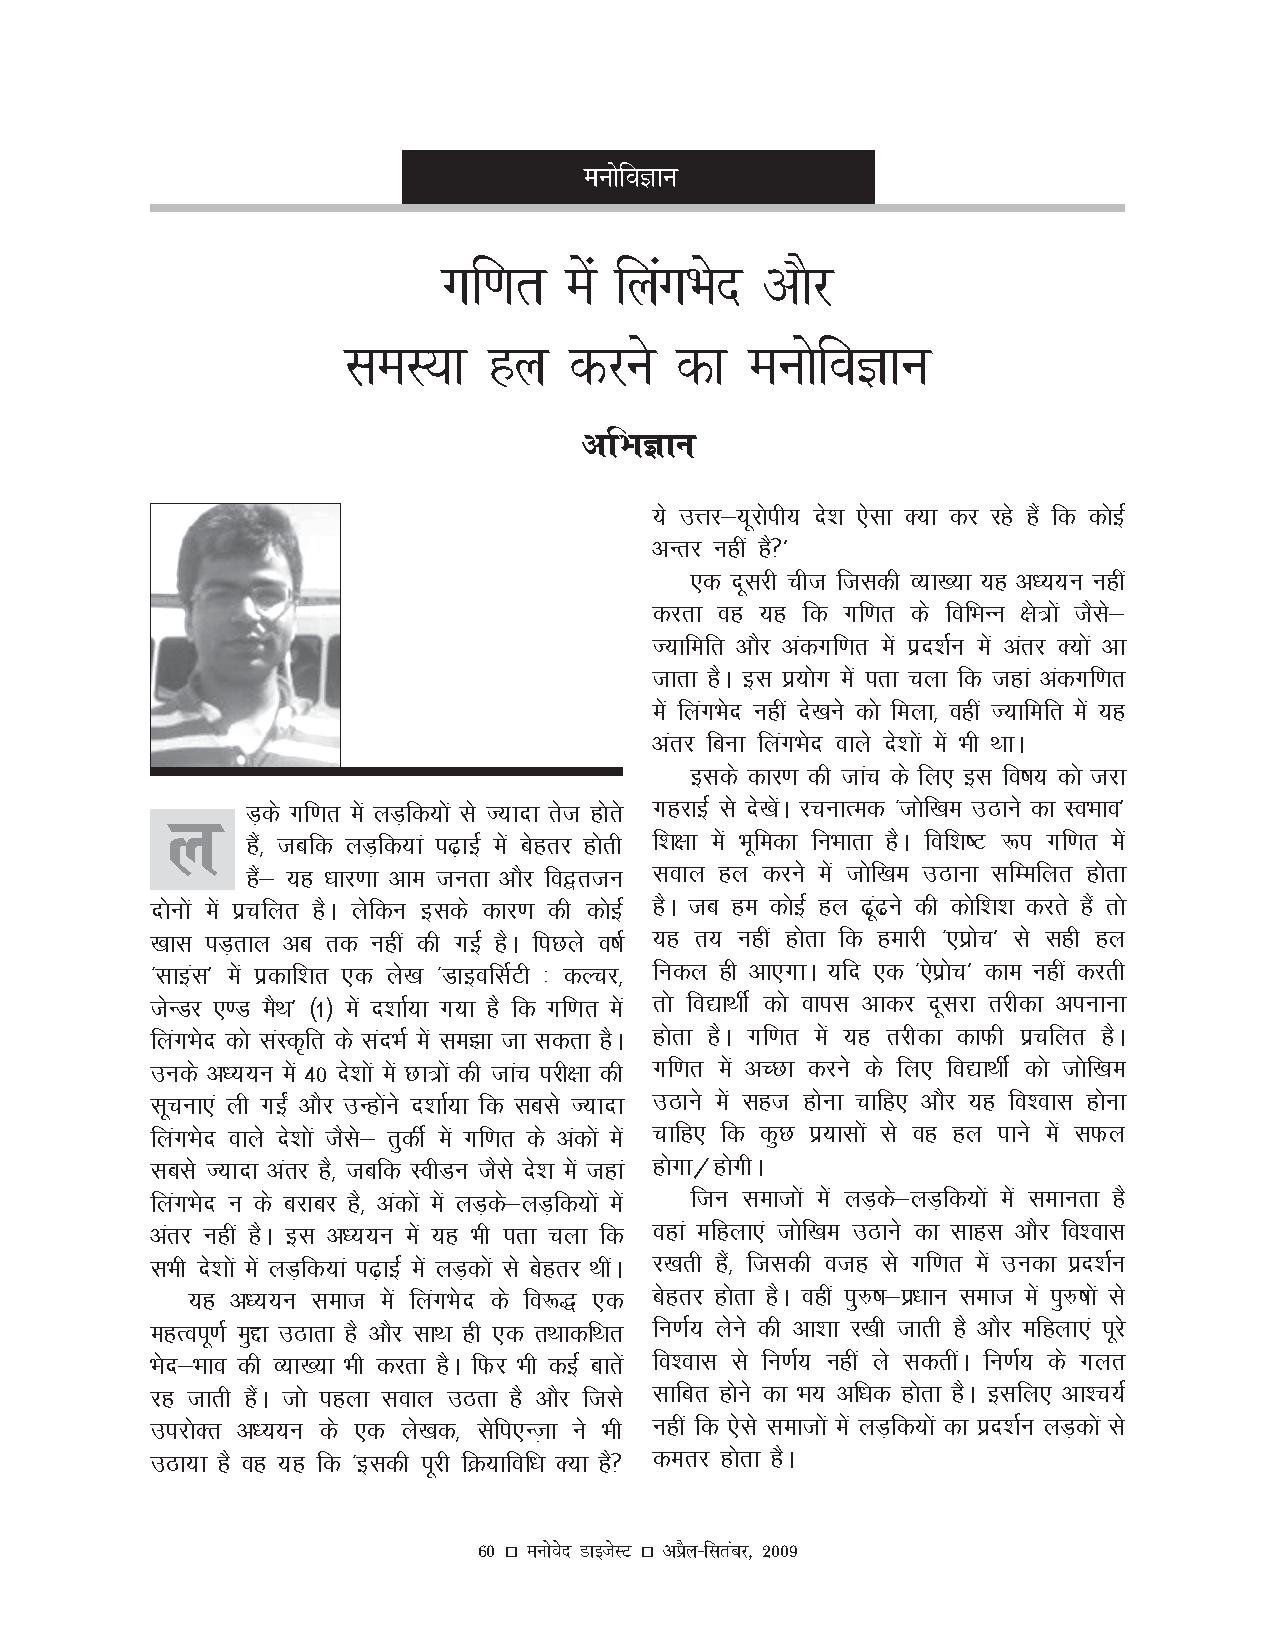 मनोविज्ञान
गणित में लिंगभेद और
समस्या हल करने का मनोविज्ञान
अभिज्ञान
लड़के गणित में लड़कियों से ज्यादा तेज होते
हैं, जबकि लड़कियां पढ़ाई में बेहतर होती
हैं– यह धारणा आम जनता और विद्वतजन
दोनों में प्रचलित है। लेकिन इसके कारण की कोई
खास पड़ताल अब तक नहीं की गई है। पिछले वर्ष
'साइंस' में प्रकाशित एक लेख 'डाइवर्सिटी : कल्चर,
जेन्डर एण्ड मैथ' (1) में दर्शाया गया है कि गणित में
लिंगभेद को संस्कृति के संदर्भ में समझा जा सकता है।
उनके अध्ययन में 40 देशों में छात्रों की जांच परीक्षा की
सूचनाएं ली गईं और उन्होंने दर्शाया कि सबसे ज्यादा
लिंगभेद वाले देशों जैसे– तुर्की में गणित के अंकों में
सबसे ज्यादा अंतर है, जबकि स्वीडन जैसे देश में जहां
लिंगभेद न के बराबर है, अंकों में लड़के–लड़कियों में
अंतर नहीं है। इस अध्ययन में यह भी पता चला कि
सभी देशों में लड़कियां पढ़ाई में लड़कों से बेहतर थीं।
यह अध्ययन समाज में लिंगभेद के विरूद्ध एक
महत्वपूर्ण मुद्दा उठाता है और साथ ही एक तथाकथित
भेद–भाव की व्याख्या भी करता है। फिर भी कई बातें
रह जाती हैं। जो पहला सवाल उठता है और जिसे
उपरोक्त अध्ययन के एक लेखक, सेपिएन्ज़ा ने भी
उठाया है वह यह कि 'इसकी पूरी क्रियाविधि क्या है?
ये उत्तर–यूरोपीय देश ऐसा क्या कर रहे हैं कि कोई
अन्तर नहीं है?'
एक दूसरी चीज जिसकी व्याख्या यह अध्ययन नहीं
करता वह यह कि गणित के विभिन्न क्षेत्रों जैसे–
ज्यामिति और अंकगणित में प्रदर्शन में अंतर क्यों आ
जाता है। इस प्रयोग में पता चला कि जहां अंकगणित
में लिंगभेद नहीं देखने को मिला, वहीं ज्यामिति में यह
अंतर बिना लिंगभेद वाले देशों में भी था।
इसके कारण की जांच के लिए इस विषय को जरा
गहराई से देखें। रचनात्मक 'जोखिम उठाने का स्वभाव'
शिक्षा में भूमिका निभाता है। विशिष्ट रूप गणित में
सवाल हल करने में जोखिम उठाना सम्मिलित होता
है। जब हम कोई हल ढूंढ़ने की कोशिश करते हैं तो
यह तय नहीं होता कि हमारी 'एप्रोच' से सही हल
निकल ही आएगा। यदि एक 'ऐप्रोच' काम नहीं करती
तो विद्यार्थी को वापस आकर दूसरा तरीका अपनाना
होता है। गणित में यह तरीका काफी प्रचलित है।
गणित में अच्छा करने के लिए विद्यार्थी को जोखिम
उठाने में सहज होना चाहिए और यह विश्वास होना
चाहिए कि कुछ प्रयासों से वह हल पाने में सफल
होगा/होगी।
जिन समाजों में लड़के–लड़कियों में समानता है
वहां महिलाएं जोखिम उठाने का साहस और विश्वास
रखती हैं, जिसकी वजह से गणित में उनका प्रदर्शन
बेहतर होता है। वहीं पुरुष–प्रधान समाज में पुरुषों से
निर्णय लेने की आशा रखी जाती है और महिलाएं पूरे
विश्वास से निर्णय नहीं ले सकतीं। निर्णय के गलत
साबित होने का भय अधिक होता है। इसलिए आश्चर्य
नहीं कि ऐसे समाजों में लड़कियों का प्रदर्शन लड़कों से
कमतर होता है।
60 □ मनोवेद डाइजेस्ट □ अप्रैल-सितंबर, 2009